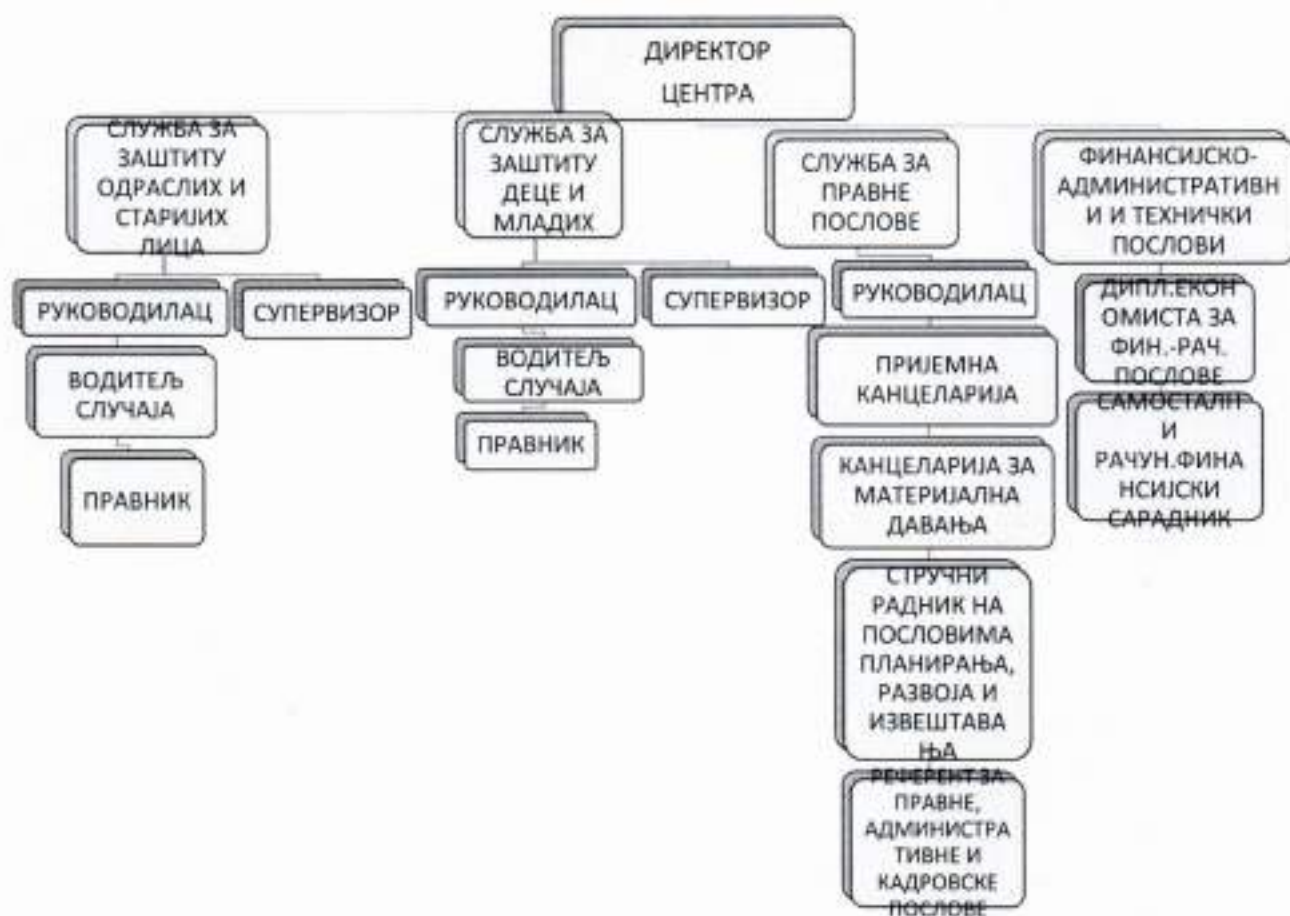 ДИРЕКТОР
ЦЕНТРА
СЛУЖБА ЗА
ЗАШТИТУ
ОДРАСЛИХ И
СТАРИЈИХ
ЛИЦА
СЛУЖБА ЗА
ЗАШТИТУ
ДЕЦЕ И
МЛАДИХ
СЛУЖБА ЗА
ПРАВНЕ
ПОСЛОВЕ
ФИНАНСИЈСКО-
АДМИНИСТРАТИВН
И И ТЕХНИЧКИ
ПОСЛОВИ
РУКОВОДИЛАЦ
СУПЕРВИЗОР
РУКОВОДИЛАЦ
СУПЕРВИЗОР
РУКОВОДИЛАЦ
ДИПЛ.ЕКОН
ОМИСТА ЗА
ФИН.-РАЧ.
ПОСЛОВЕ
ВОДИТЕЉ
СЛУЧАЈА
ВОДИТЕЉ
СЛУЧАЈА
ПРИЈЕМНА
КАНЦЕЛАРИЈА
САМОСТАЛН
И
РАЧУН.ФИНА
НСИЈСКИ
САРАДНИК
ПРАВНИК
ПРАВНИК
КАНЦЕЛАРИЈА ЗА
МАТЕРИЈАЛНА
ДАВАЊА
СТРУЧНИ
РАДНИК НА
ПОСЛОВИМА
ПЛАНИРАЊА,
РАЗВОЈА И
ИЗВЕШТАВА
ЊА
РЕФЕРЕНТ ЗА
ПРАВНЕ,
АДМИНИСТРА
ТИВНЕ И
КАДРОВСКЕ
ПОСЛОВЕ